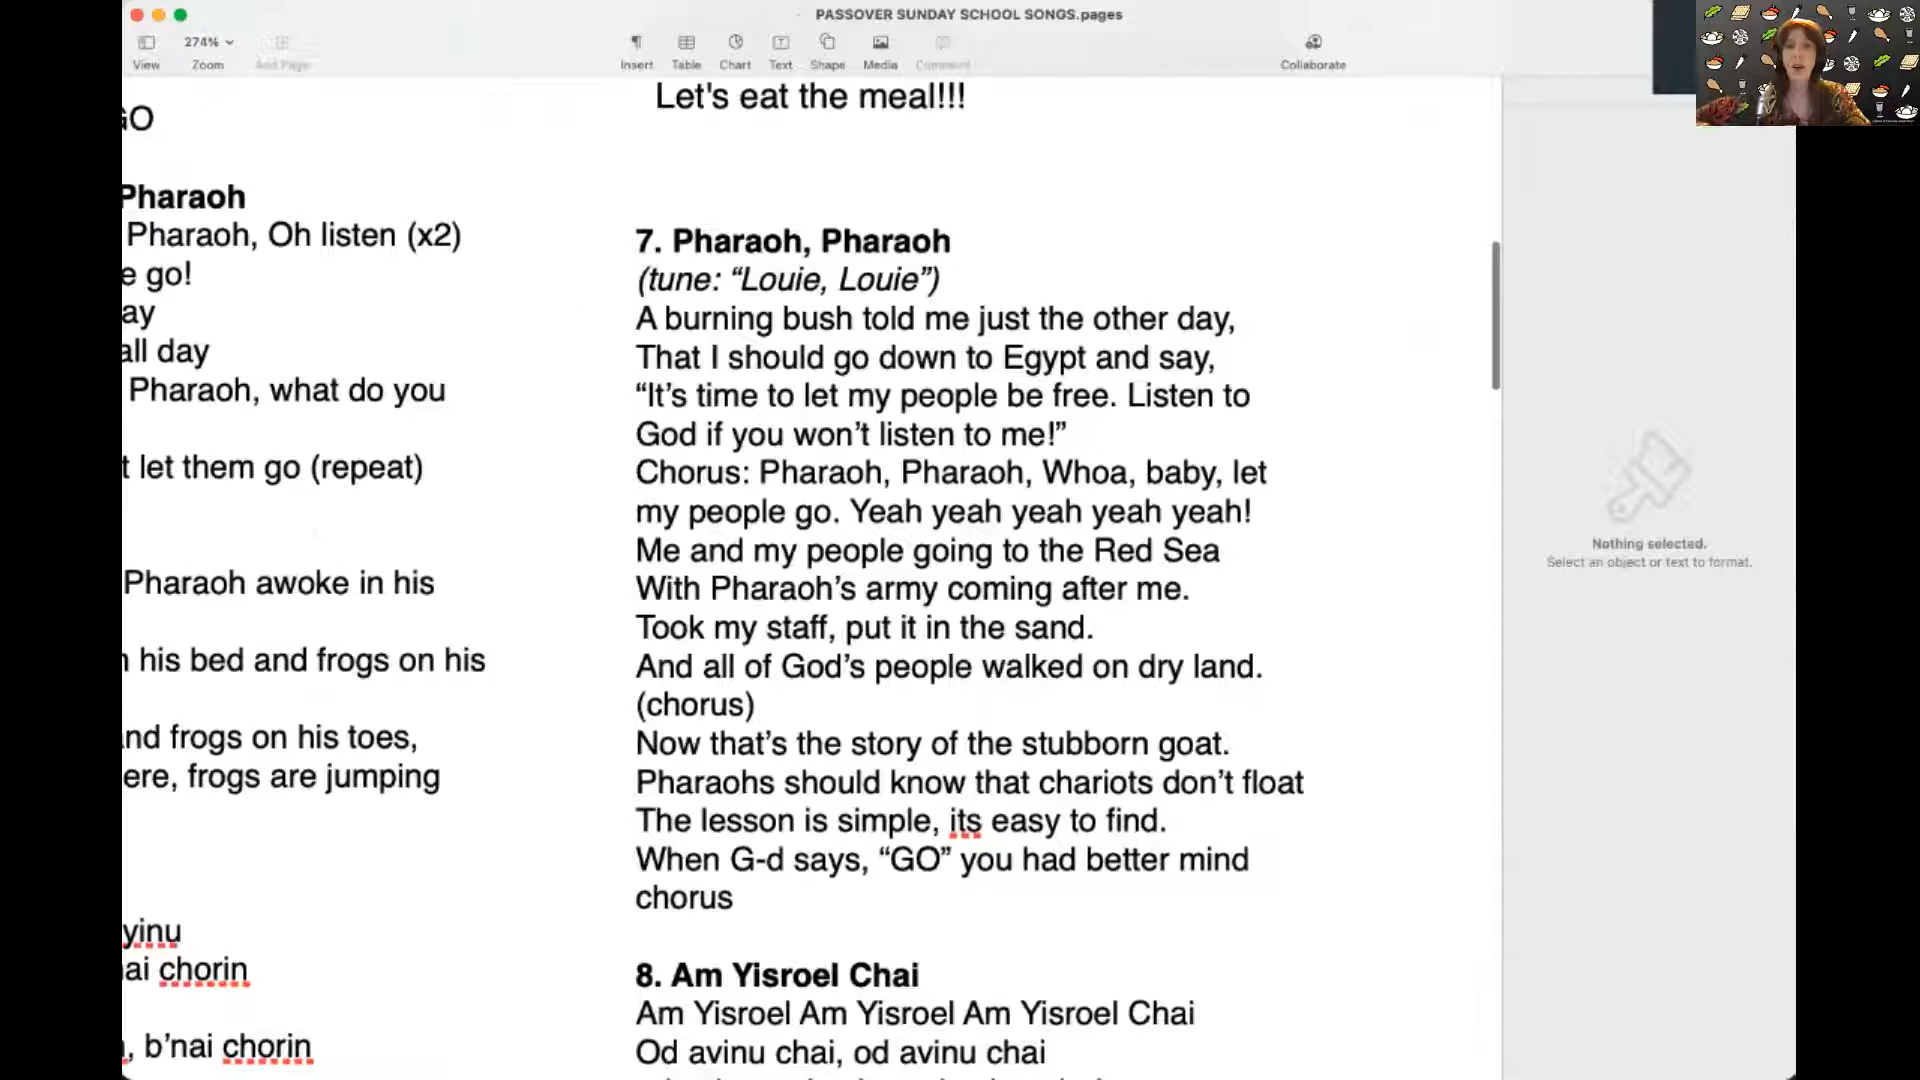 PASSOVER SUNDAY SCHOOL SONGS.pages
274%
View
Zoom
Add Page
Insert
Table
Chart
Text
Shape
Media
Comment
Collaborate
GO
Pharaoh
Pharaoh, Oh listen (x2)
e go!
ay
all day
Pharaoh, what do you
t let them go (repeat)
Pharaoh awoke in his
his bed and frogs on his
and frogs on his toes,
ere, frogs are jumping
yinu
ai chorin
, b'nai chorin
Let's eat the meal!!!
7. Pharaoh, Pharaoh
(tune: “Louie, Louie”)
A burning bush told me just the other day,
That I should go down to Egypt and say,
“It’s time to let my people be free. Listen to
God if you won’t listen to me!”
Chorus: Pharaoh, Pharaoh, Whoa, baby, let
my people go. Yeah yeah yeah yeah yeah!
Me and my people going to the Red Sea
With Pharaoh’s army coming after me.
Took my staff, put it in the sand.
And all of God’s people walked on dry land.
(chorus)
Now that’s the story of the stubborn goat.
Pharaohs should know that chariots don’t float
The lesson is simple, its easy to find.
When G-d says, “GO” you had better mind
chorus
8. Am Yisroel Chai
Am Yisroel Am Yisroel Am Yisroel Chai
Od avinu chai, od avinu chai
Nothing selected.
Select an object or text to format.